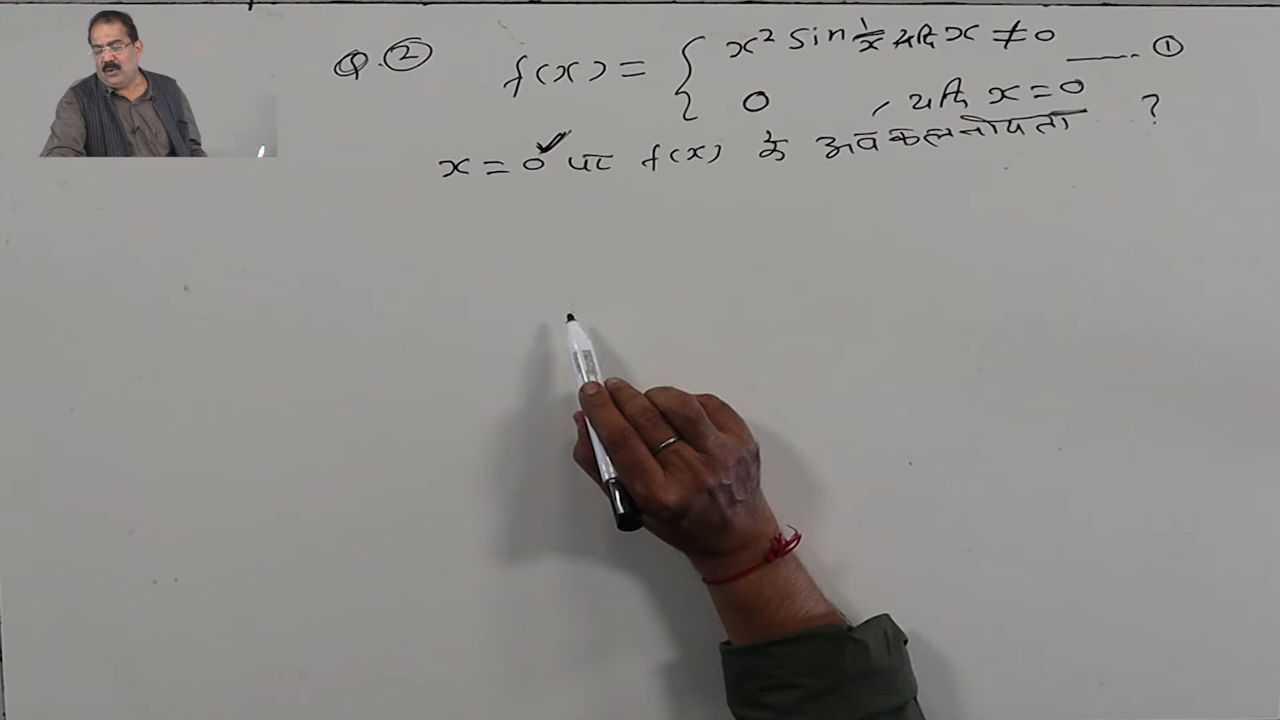 Q.② f(x) = { x² sin 1/x यदि x ≠ 0 ——. ①
0 , यदि x = 0
x = 0 पर f(x) के अवकलनीयता ?